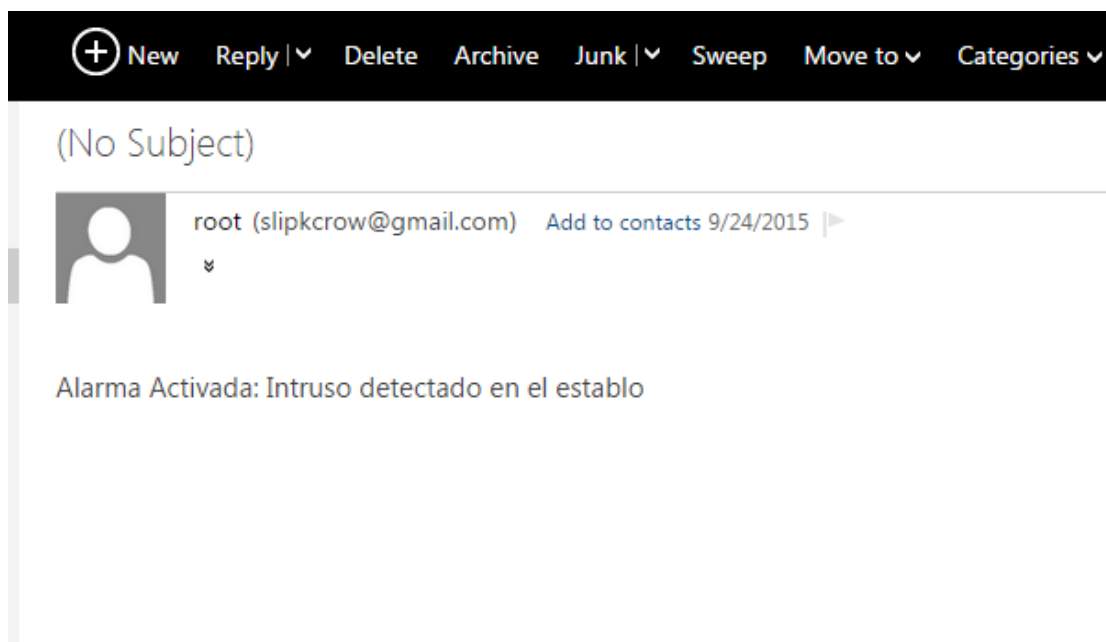 New Reply Delete Archive Junk Sweep Move to Categories
(No Subject)
root (slipkcrow@gmail.com) Add to contacts 9/24/2015
Alarma Activada: Intruso detectado en el establo